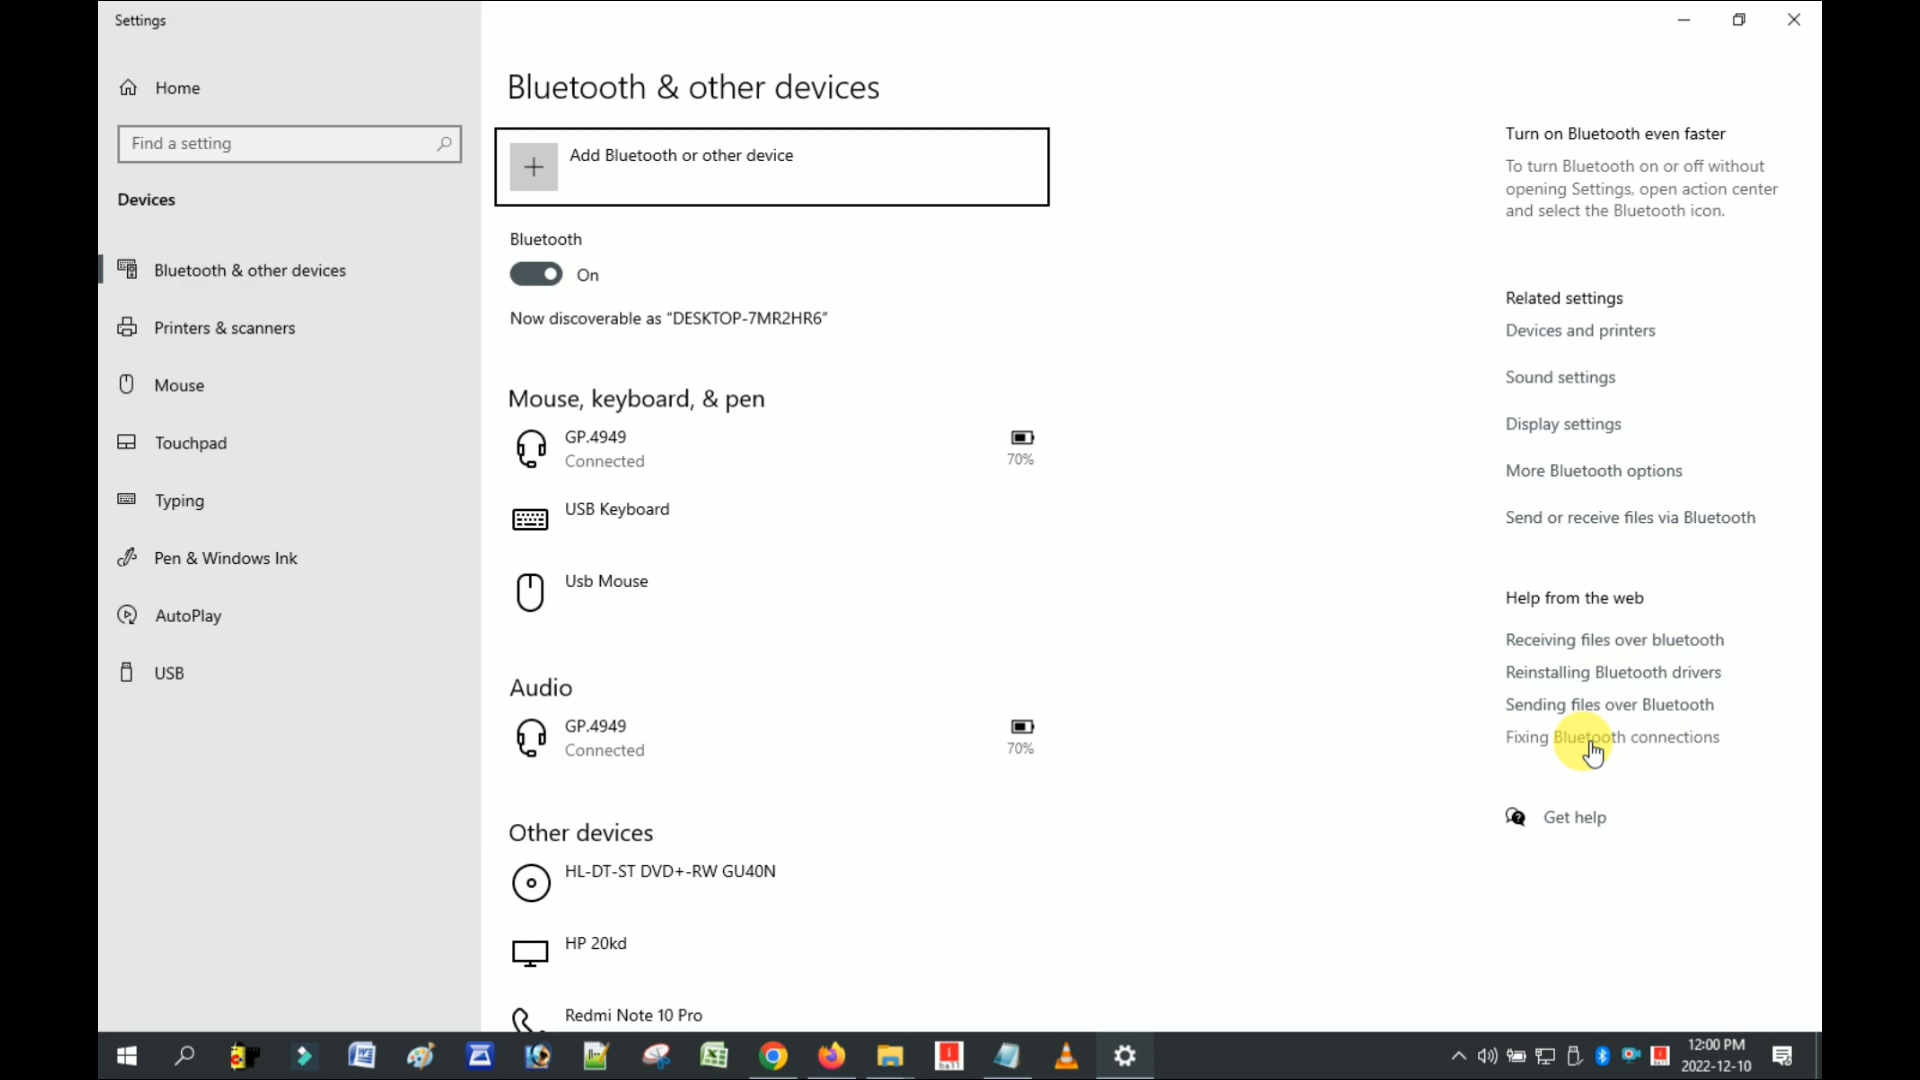 Settings
Home
Find a setting
Devices
Bluetooth & other devices
Printers & scanners
Mouse
Touchpad
Typing
Pen & Windows Ink
AutoPlay
USB
Bluetooth & other devices
Add Bluetooth or other device
Bluetooth
On
Now discoverable as “DESKTOP-7MR2HR6”
Mouse, keyboard, & pen
GP.4949
Connected
70%
USB Keyboard
Usb Mouse
Audio
GP.4949
Connected
70%
Other devices
HL-DT-ST DVD+-RW GU40N
HP 20kd
Redmi Note 10 Pro
Turn on Bluetooth even faster
To turn Bluetooth on or off without
opening Settings, open action center
and select the Bluetooth icon.
Related settings
Devices and printers
Sound settings
Display settings
More Bluetooth options
Send or receive files via Bluetooth
Help from the web
Receiving files over bluetooth
Reinstalling Bluetooth drivers
Sending files over Bluetooth
Fixing Bluetooth connections
Get help
12:00 PM
2022-12-10